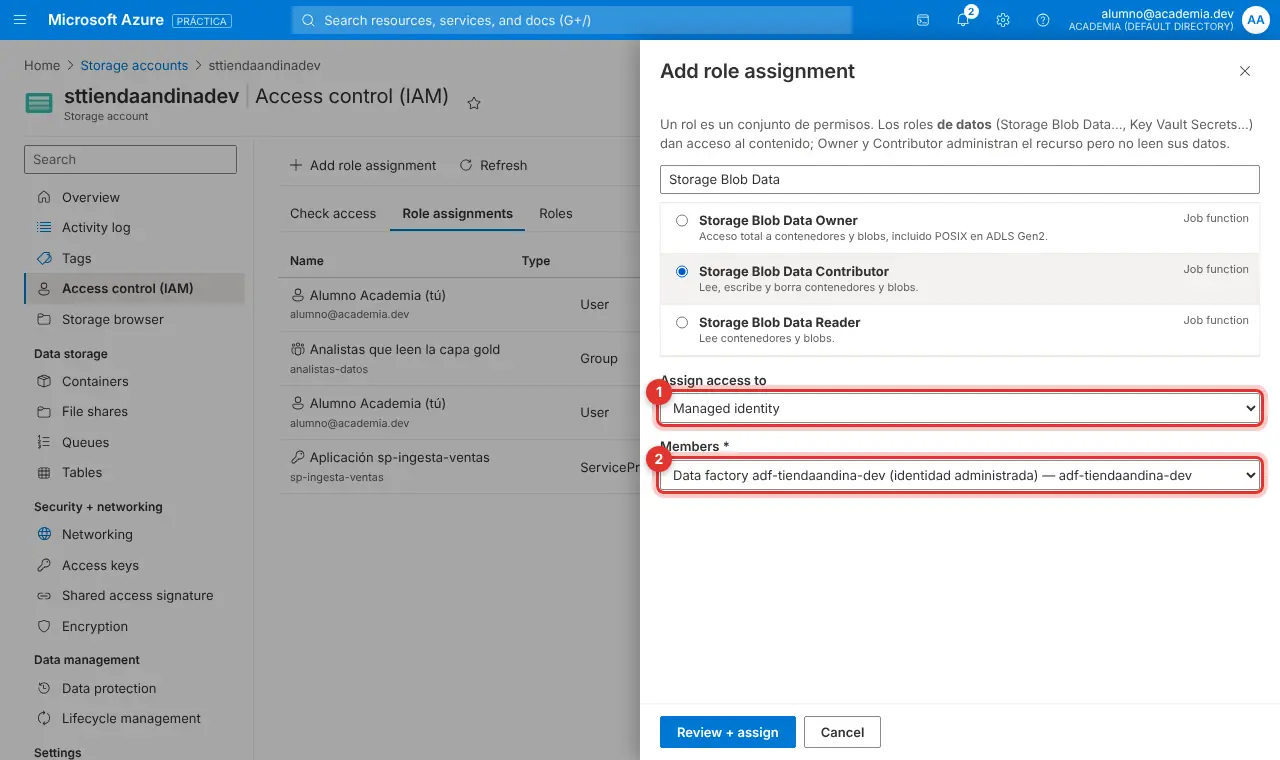 Microsoft Azure PRÁCTICA
Search resources, services, and docs (G+/)
2
alumno@academia.dev
ACADEMIA (DEFAULT DIRECTORY)
AA
Home > Storage accounts > sttiendaandinadev
sttiendaandinadev Access control (IAM)
Storage account
Search
Overview
Activity log
Tags
Access control (IAM)
Storage browser
Data storage
Containers
File shares
Queues
Tables
Security + networking
Networking
Access keys
Shared access signature
Encryption
Data management
Data protection
Lifecycle management
Settings
Add role assignment Refresh
Check access Role assignments Roles
Name Type
Alumno Academia (tú)
alumno@academia.dev
User
Analistas que leen la capa gold
analistas-datos
Group
Alumno Academia (tú)
alumno@academia.dev
User
Aplicación sp-ingesta-ventas
sp-ingesta-ventas
ServicePr
Add role assignment
Un rol es un conjunto de permisos. Los roles de datos (Storage Blob Data..., Key Vault Secrets...)
dan acceso al contenido; Owner y Contributor administran el recurso pero no leen sus datos.
Storage Blob Data
Storage Blob Data Owner Job function
Acceso total a contenedores y blobs, incluido POSIX en ADLS Gen2.
Storage Blob Data Contributor Job function
Lee, escribe y borra contenedores y blobs.
Storage Blob Data Reader Job function
Lee contenedores y blobs.
Assign access to
1
Managed identity
Members *
2
Data factory adf-tiendaandina-dev (identidad administrada) — adf-tiendaandina-dev
Review + assign Cancel